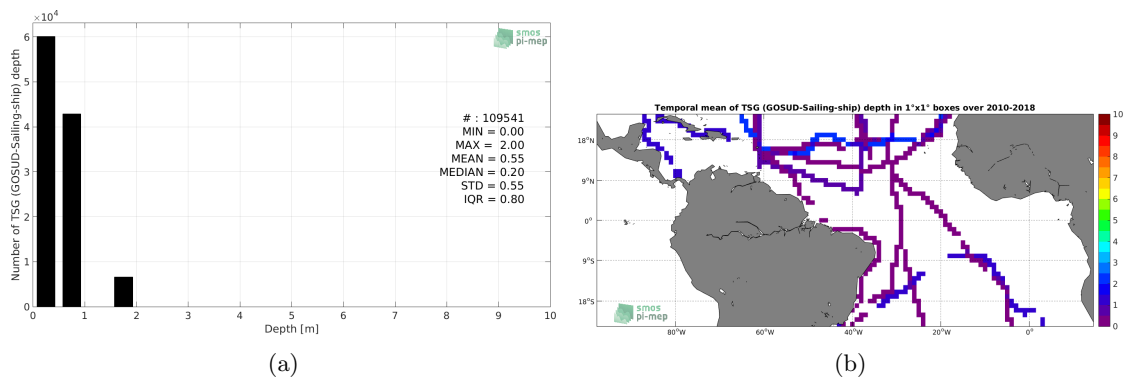 ×10⁴
6
5
4
3
2
1
0
Number of TSG (GOSUD-Sailing-ship) depth
0 1 2 3 4 5 6 7 8 9 10
Depth [m]
smos
pi-mep
# : 109541
MIN = 0.00
MAX = 2.00
MEAN = 0.55
MEDIAN = 0.20
STD = 0.55
IQR = 0.80
(a)
Temporal mean of TSG (GOSUD-Sailing-ship) depth in 1°x1° boxes over 2010-2018
18°N
9°N
0°
9°S
18°S
80°W 60°W 40°W 20°W 0°
smos
pi-mep
10
9
8
7
6
5
4
3
2
1
0
(b)